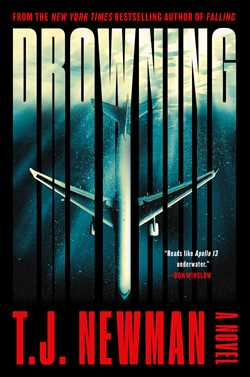 FROM THE NEW YORK TIMES BESTSELLING AUTHOR OF FALLING
DROWNING
"Reads like Apollo 13
underwater."
—DON WINSLOW
T.J. NEWMAN
A NOVEL